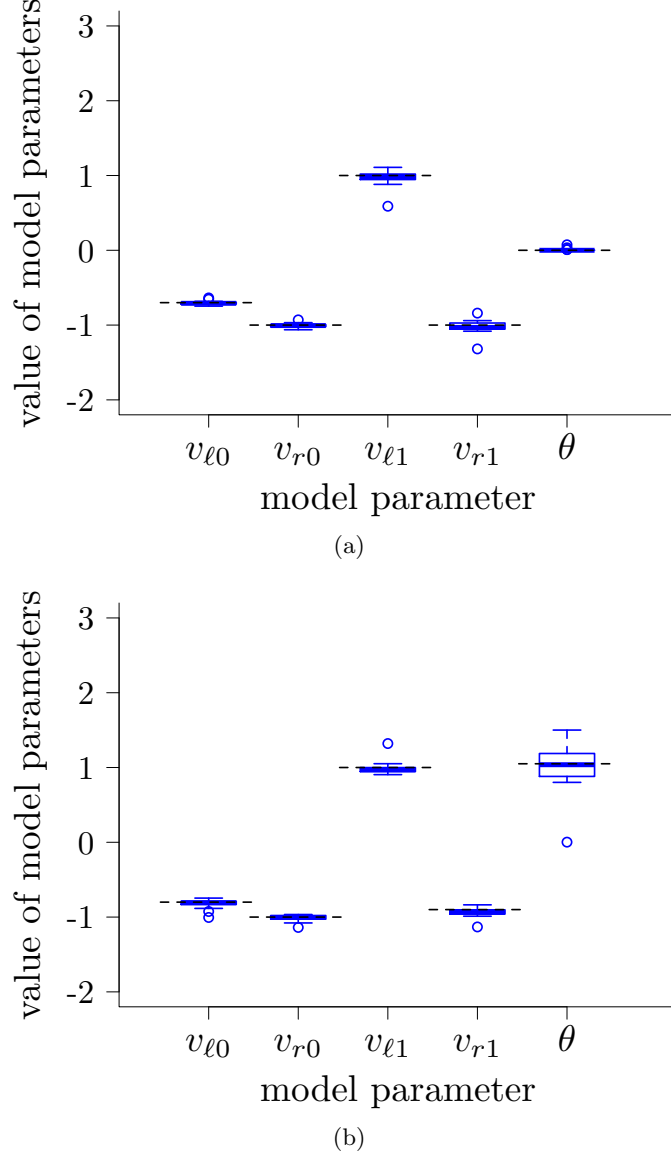 value of model parameters
3
2
1
0
-1
-2
vℓ0 vr0 vℓ1 vr1 θ
model parameter
(a)
value of model parameters
3
2
1
0
-1
-2
vℓ0 vr0 vℓ1 vr1 θ
model parameter
(b)